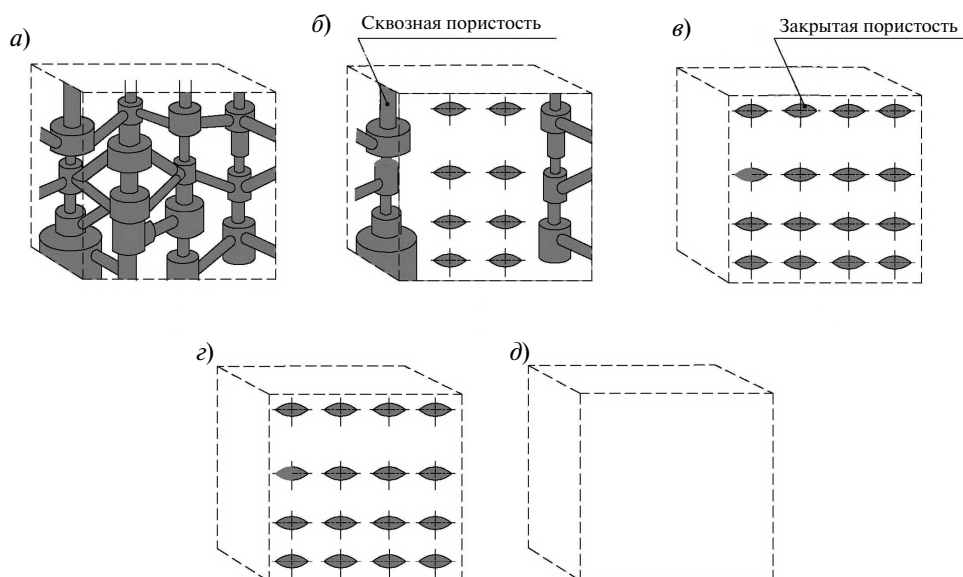 а)
б)
Сквозная пористость
в)
Закрытая пористость
г)
д)